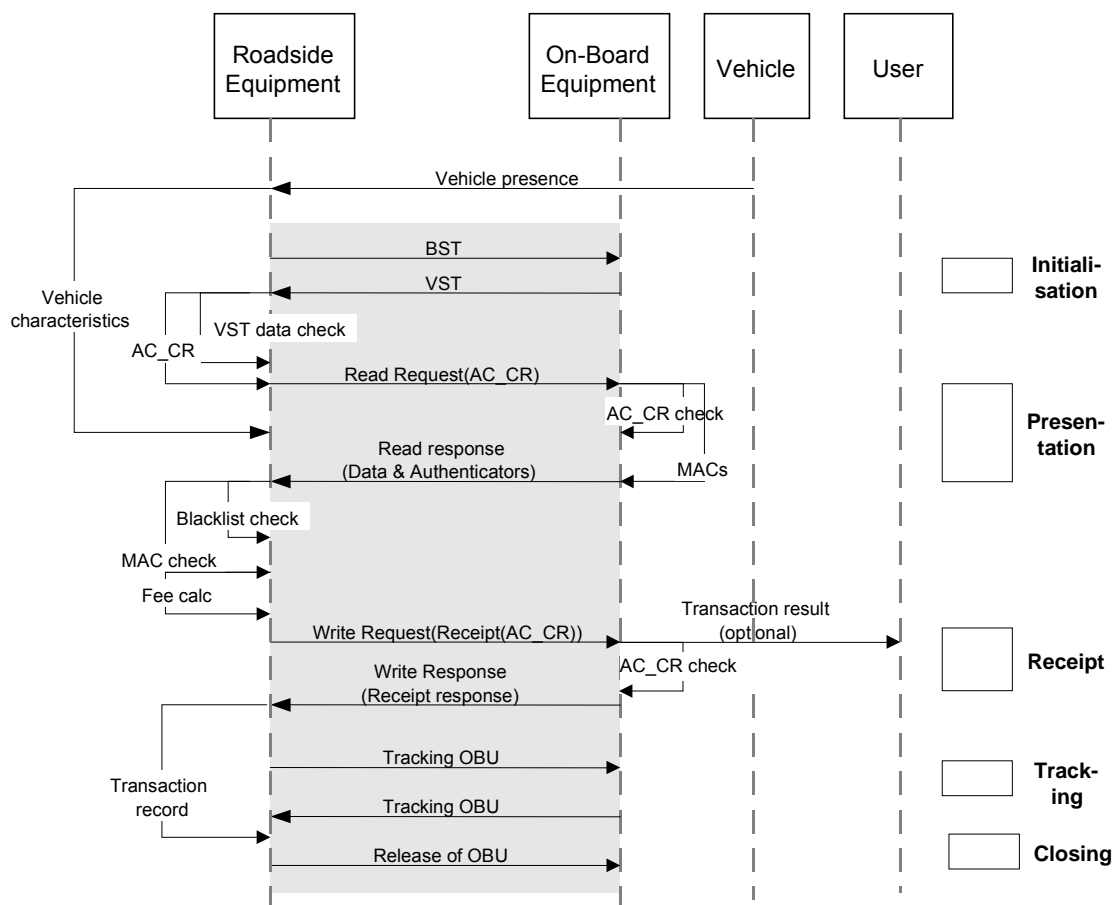 Roadside
Equipment
On-Board
Equipment
Vehicle
User
Vehicle presence
BST
Initiali-
sation
VST
Vehicle
characteristics
VST data check
AC_CR
Read Request(AC_CR)
AC_CR check
Presen-
tation
Read response
(Data & Authenticators)
MACs
Blacklist check
MAC check
Fee calc
Transaction result
(optional)
Write Request(Receipt(AC_CR))
AC_CR check
Receipt
Write Response
(Receipt response)
Tracking OBU
Track-
ing
Transaction
record
Tracking OBU
Release of OBU
Closing